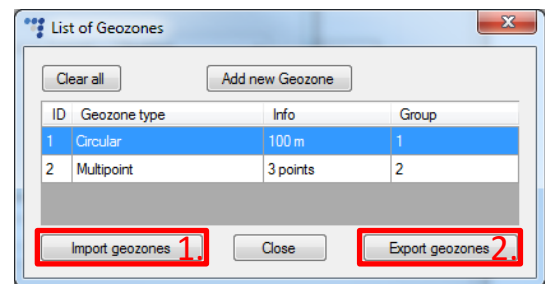 List of Geozones
Clear all Add new Geozone
ID Geozone type Info Group
1 Circular 100 m 1
2 Multipoint 3 points 2
Import geozones 1. Close Export geozones 2.